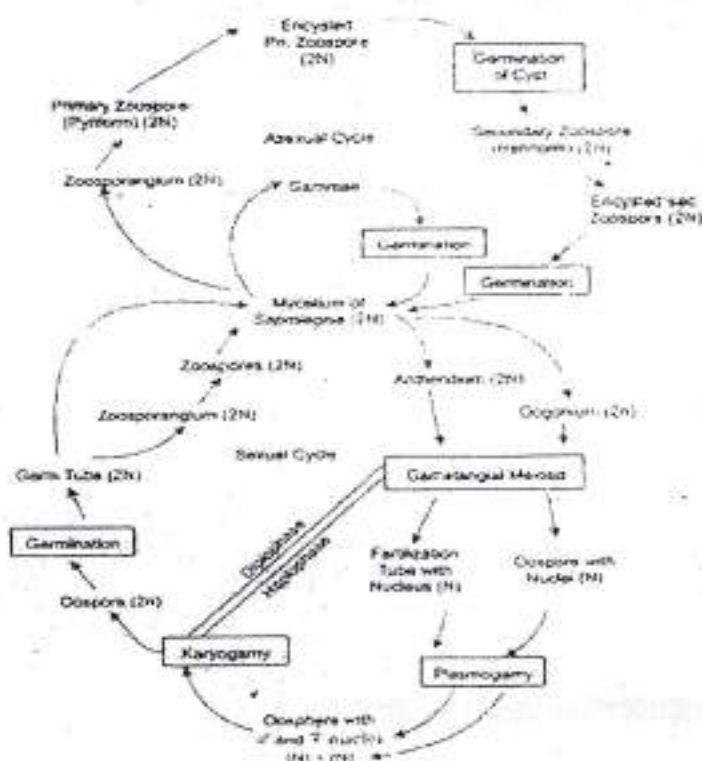 Encysted
Pri. Zoospore
(2N)
Germination
of Cyst
Primary Zoospore
(Pyriform) (2N)
Secondary Zoospore
(2N)
Asexual Cycle
Zoosporangium (2N)
Gammae
Encysted sec
Zoospore (2N)
Germination
Germination
Mycelium of
Saprolegnia (2N)
Zoospores (2N)
Antheridium (2N)
Zoosporangium (2N)
Oogonium (2n)
Sexual Cycle
Germ Tube (2N)
Gametangial Meiosis
Diplophase
Haplophase
Germination
Fertilization
Tube with
Nucleus (N)
Oospore with
Nuclei (N)
Oospore (2n)
Karyogamy
Plasmogamy
Oosphere with
and nuclei